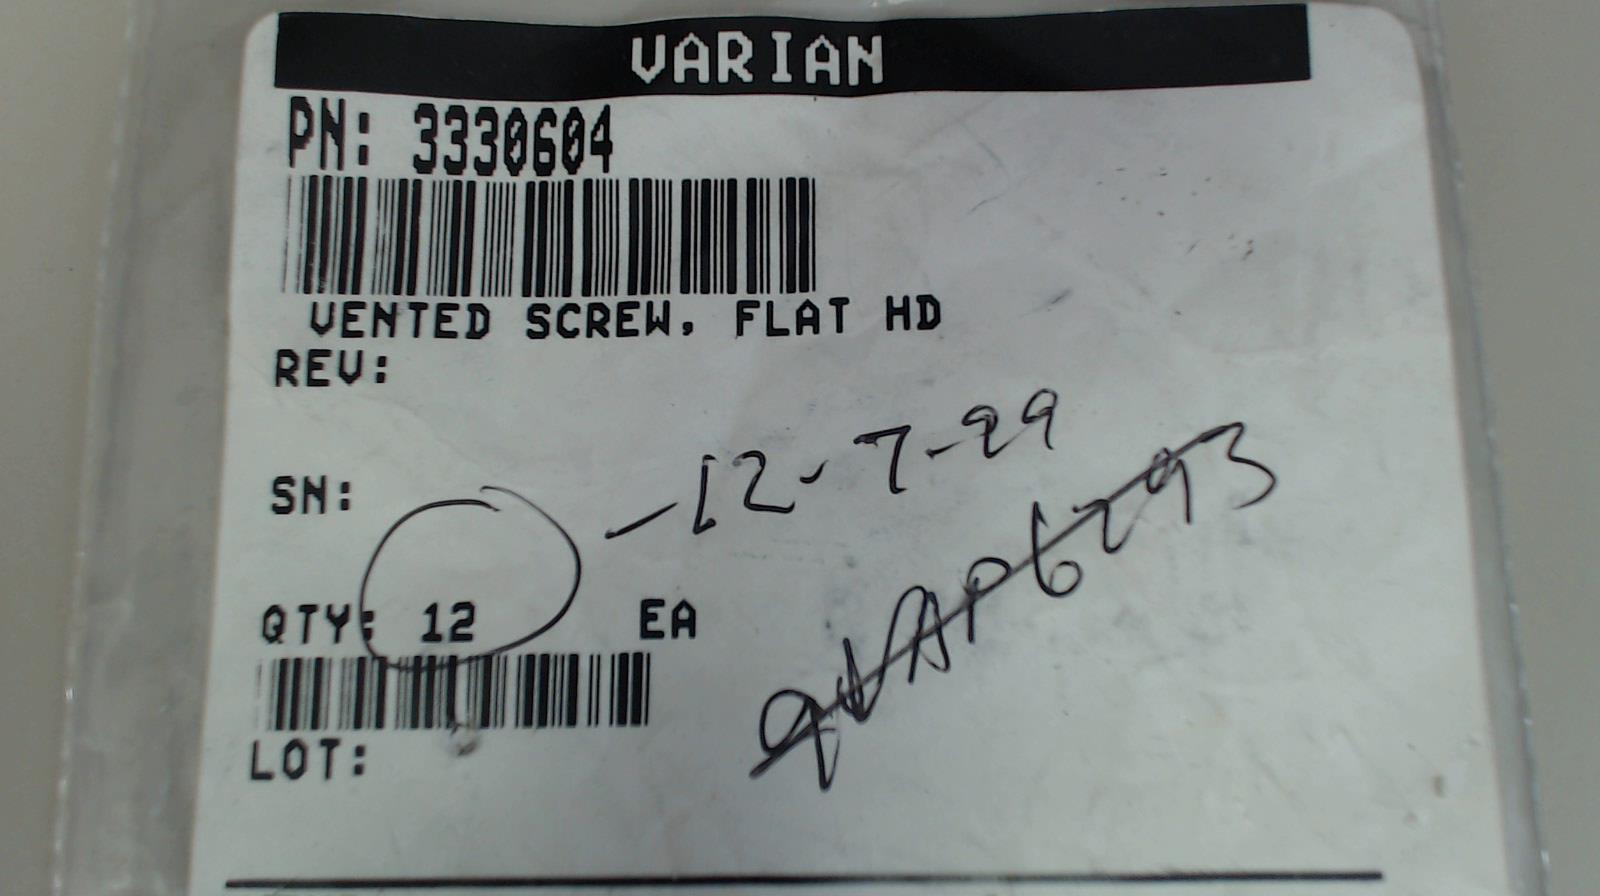 VARIAN
PN: 3330604
VENTED SCREW, FLAT HD
REV:
SN:
-12-7-99
QTY: 12 EA
LOT: